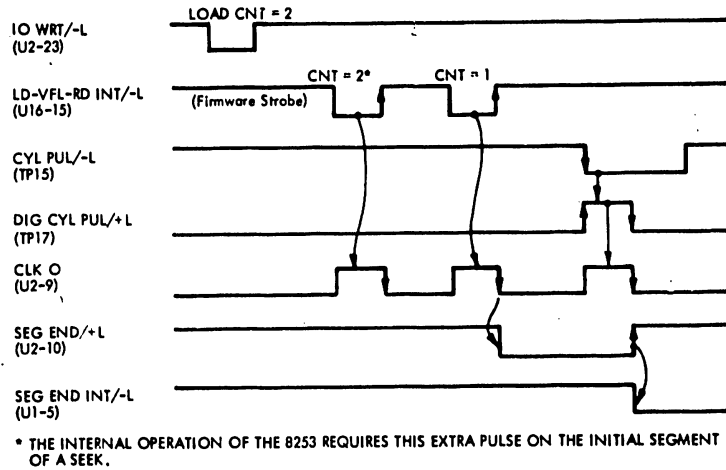 LOAD CNT = 2
IO WRT/-L
(U2-23)
CNT = 2* CNT = 1
LD-VFL-RD INT/-L
(U16-15)
(Firmware Strobe)
CYL PUL/-L
(TP15)
DIG CYL PUL/+L
(TP17)
CLK O
(U2-9)
SEG END/+L
(U2-10)
SEG END INT/-L
(U1-5)
* THE INTERNAL OPERATION OF THE 8253 REQUIRES THIS EXTRA PULSE ON THE INITIAL SEGMENT
OF A SEEK.